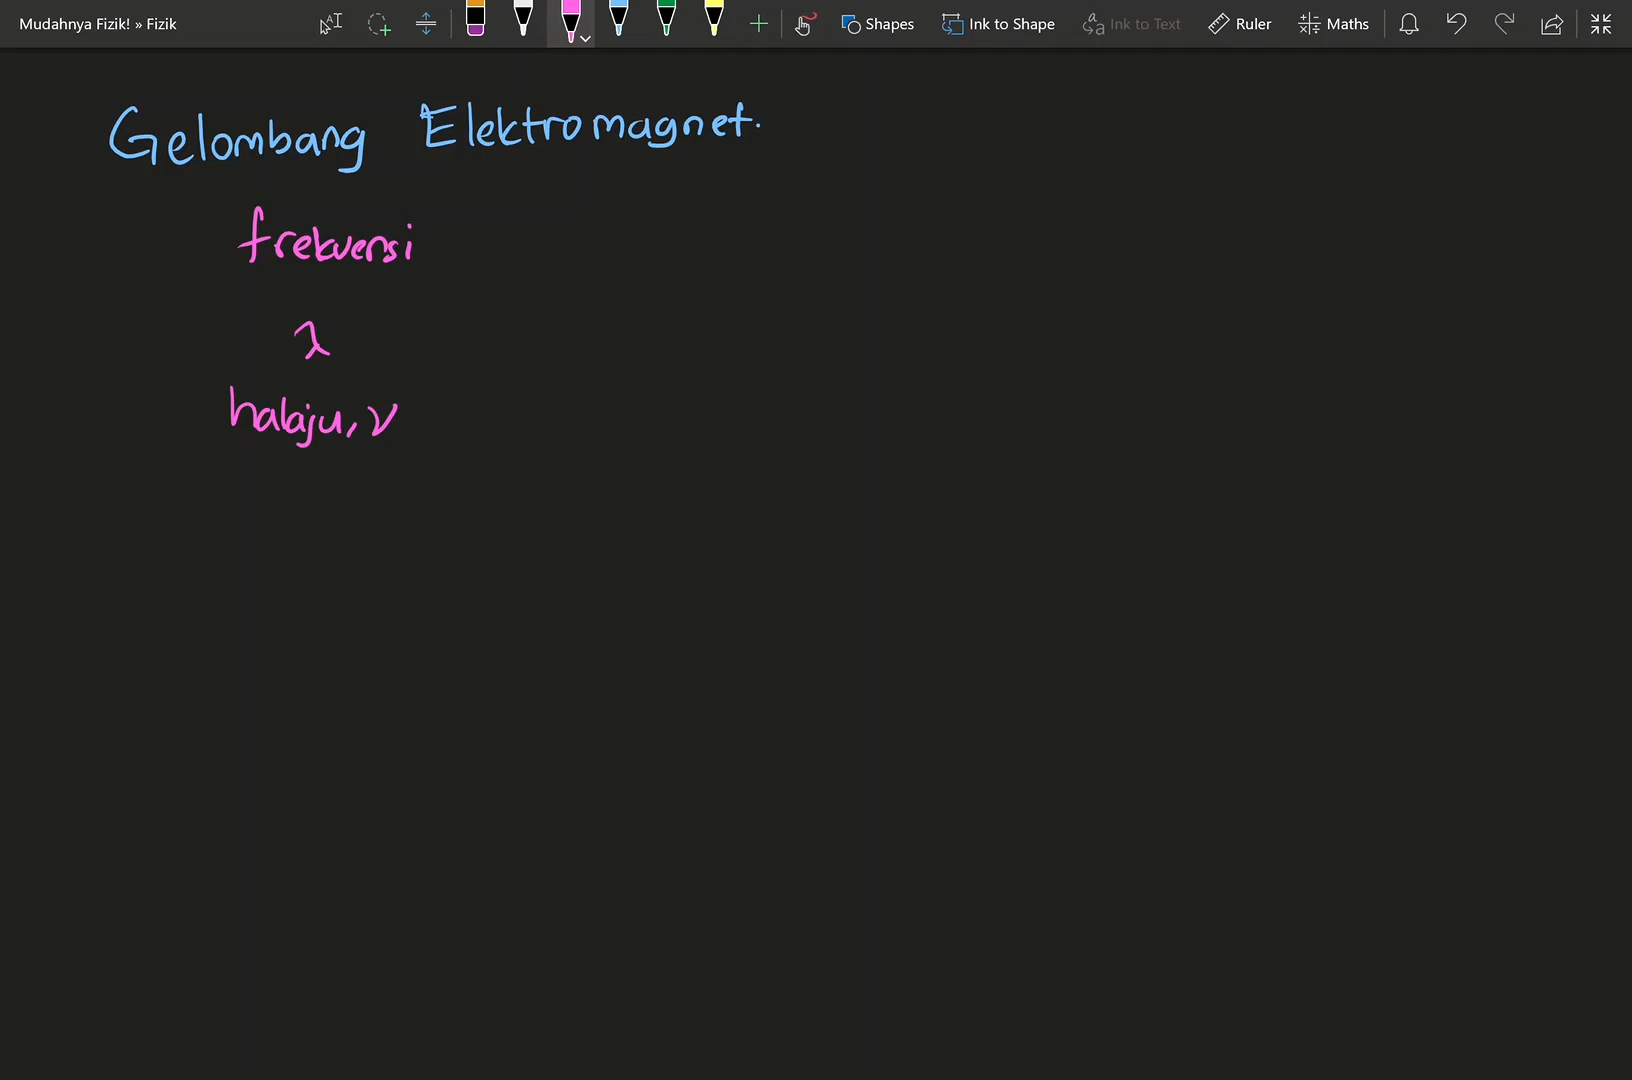 Mudahnya Fizik! » Fizik
Shapes
Ink to Shape
Ink to Text
Ruler
Maths
Gelombang Elektromagnet.
frekuensi
λ
halaju, v